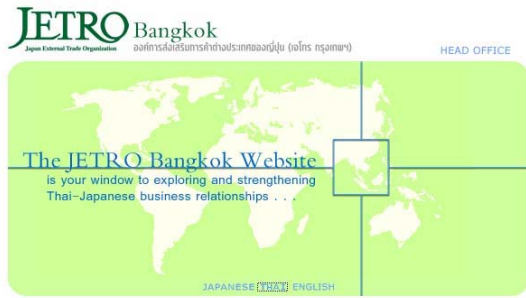 JETRO Bangkok
Japan External Trade Organization
องค์การส่งเสริมการค้าต่างประเทศของญี่ปุ่น (เจโทร กรุงเทพฯ)
HEAD OFFICE
The JETRO Bangkok Website
is your window to exploring and strengthening
Thai-Japanese business relationships . . .
JAPANESE THAI ENGLISH